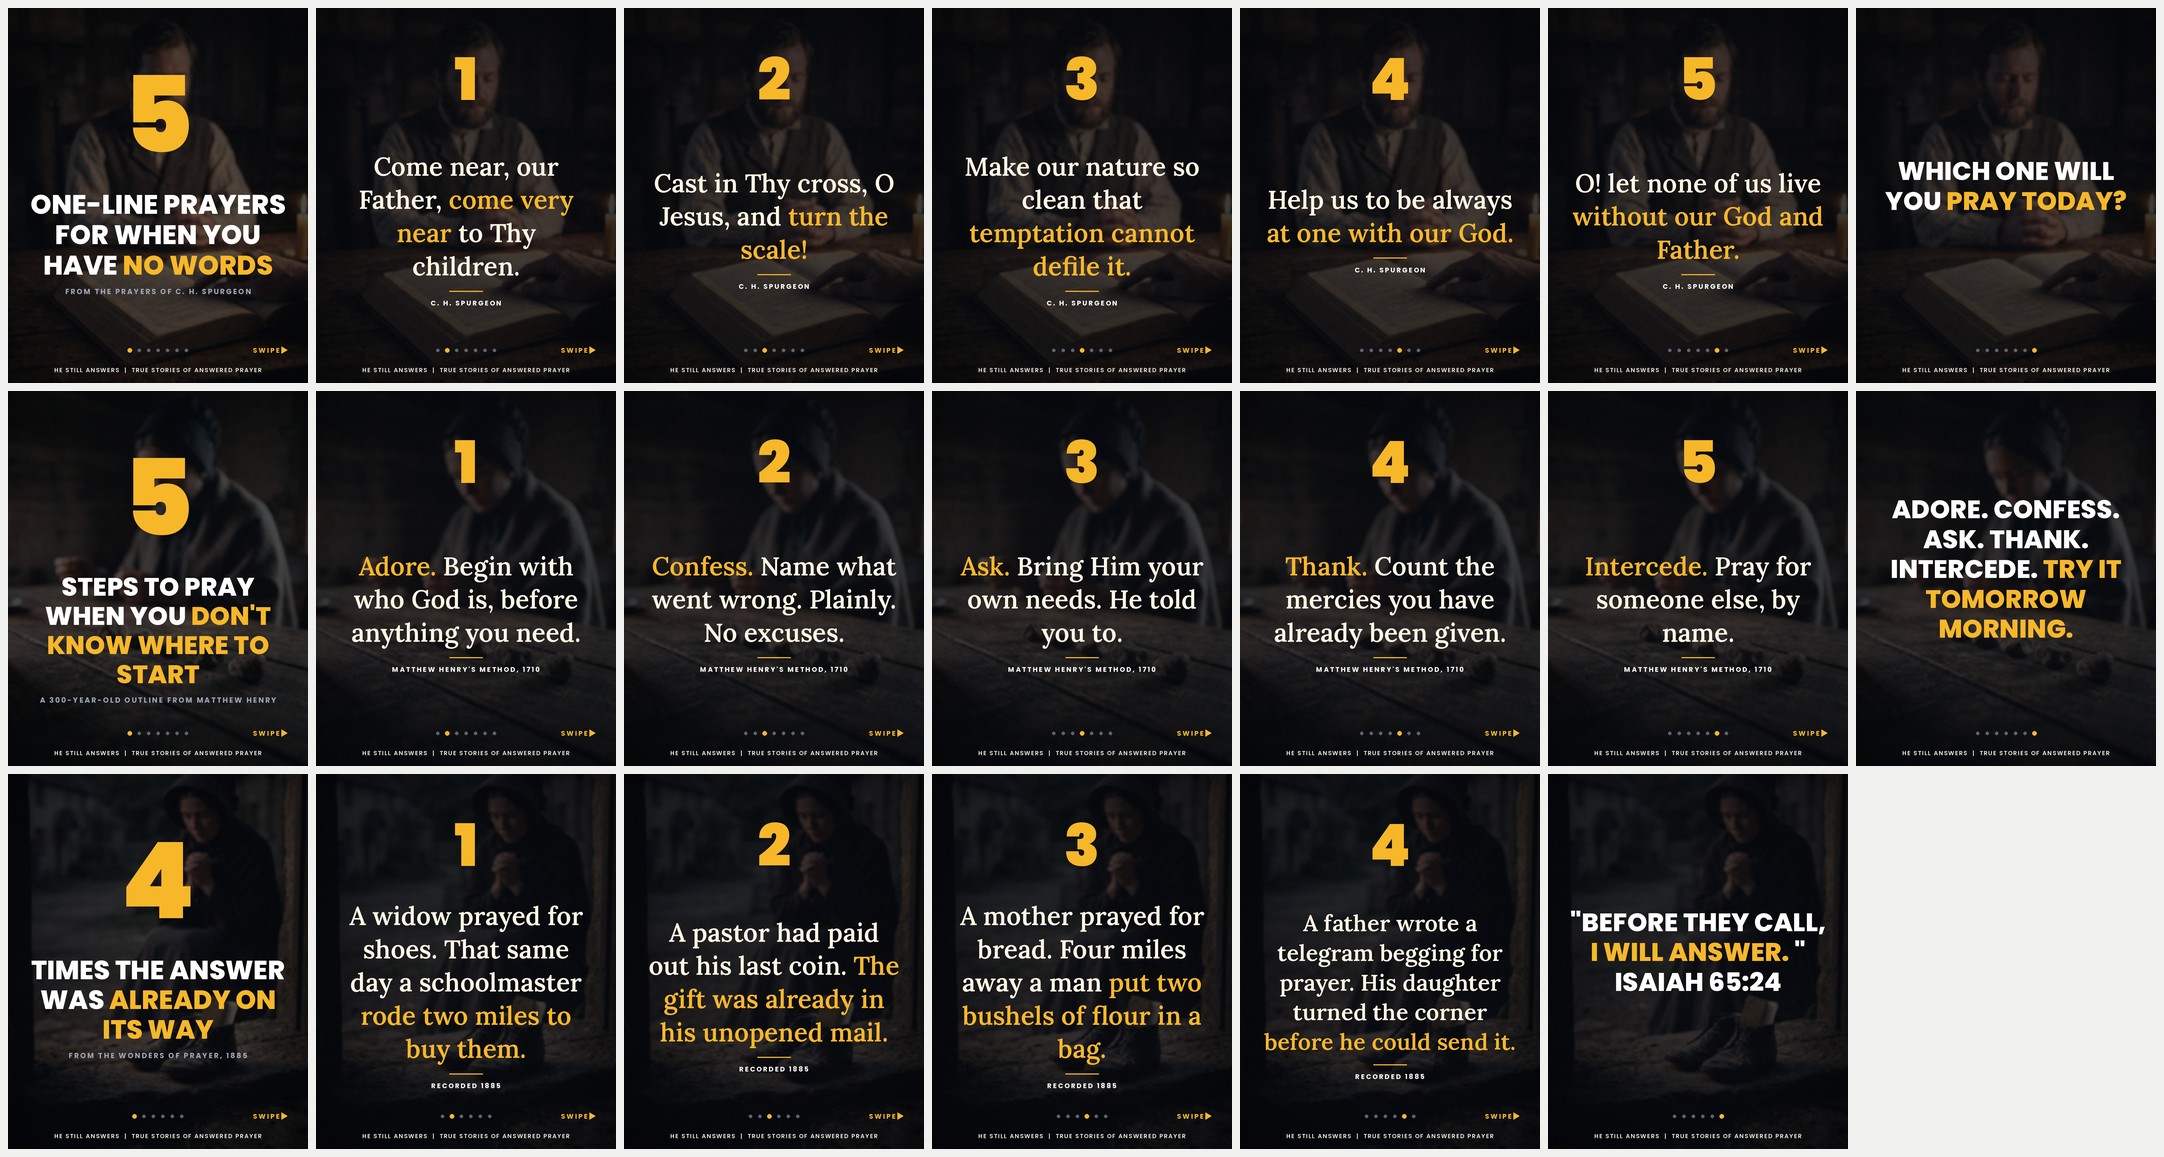 5
ONE-LINE PRAYERS
FOR WHEN YOU
HAVE NO WORDS
FROM THE PRAYERS OF C. H. SPURGEON
SWIPE
HE STILL ANSWERS | TRUE STORIES OF ANSWERED PRAYER
1
Come near, our
Father, come very
near to Thy
children.
C. H. SPURGEON
SWIPE
HE STILL ANSWERS | TRUE STORIES OF ANSWERED PRAYER
2
Cast in Thy cross, O
Jesus, and turn the
scale!
C. H. SPURGEON
SWIPE
HE STILL ANSWERS | TRUE STORIES OF ANSWERED PRAYER
3
Make our nature so
clean that
temptation cannot
defile it.
C. H. SPURGEON
SWIPE
HE STILL ANSWERS | TRUE STORIES OF ANSWERED PRAYER
4
Help us to be always
at one with our God.
C. H. SPURGEON
SWIPE
HE STILL ANSWERS | TRUE STORIES OF ANSWERED PRAYER
5
O! let none of us live
without our God and
Father.
C. H. SPURGEON
SWIPE
HE STILL ANSWERS | TRUE STORIES OF ANSWERED PRAYER
WHICH ONE WILL
YOU PRAY TODAY?
HE STILL ANSWERS | TRUE STORIES OF ANSWERED PRAYER
5
STEPS TO PRAY
WHEN YOU DON'T
KNOW WHERE TO
START
A 300-YEAR-OLD OUTLINE FROM MATTHEW HENRY
SWIPE
HE STILL ANSWERS | TRUE STORIES OF ANSWERED PRAYER
1
Adore. Begin with
who God is, before
anything you need.
MATTHEW HENRY'S METHOD, 1710
SWIPE
HE STILL ANSWERS | TRUE STORIES OF ANSWERED PRAYER
2
Confess. Name what
went wrong. Plainly.
No excuses.
MATTHEW HENRY'S METHOD, 1710
SWIPE
HE STILL ANSWERS | TRUE STORIES OF ANSWERED PRAYER
3
Ask. Bring Him your
own needs. He told
you to.
MATTHEW HENRY'S METHOD, 1710
SWIPE
HE STILL ANSWERS | TRUE STORIES OF ANSWERED PRAYER
4
Thank. Count the
mercies you have
already been given.
MATTHEW HENRY'S METHOD, 1710
SWIPE
HE STILL ANSWERS | TRUE STORIES OF ANSWERED PRAYER
5
Intercede. Pray for
someone else, by
name.
MATTHEW HENRY'S METHOD, 1710
SWIPE
HE STILL ANSWERS | TRUE STORIES OF ANSWERED PRAYER
ADORE. CONFESS.
ASK. THANK.
INTERCEDE. TRY IT
TOMORROW
MORNING.
HE STILL ANSWERS | TRUE STORIES OF ANSWERED PRAYER
4
TIMES THE ANSWER
WAS ALREADY ON
ITS WAY
FROM THE WONDERS OF PRAYER, 1885
SWIPE
HE STILL ANSWERS | TRUE STORIES OF ANSWERED PRAYER
1
A widow prayed for
shoes. That same
day a schoolmaster
rode two miles to
buy them.
RECORDED 1885
SWIPE
HE STILL ANSWERS | TRUE STORIES OF ANSWERED PRAYER
2
A pastor had paid
out his last coin. The
gift was already in
his unopened mail.
RECORDED 1885
SWIPE
HE STILL ANSWERS | TRUE STORIES OF ANSWERED PRAYER
3
A mother prayed for
bread. Four miles
away a man put two
bushels of flour in a
bag.
RECORDED 1885
SWIPE
HE STILL ANSWERS | TRUE STORIES OF ANSWERED PRAYER
4
A father wrote a
telegram begging for
prayer. His daughter
turned the corner
before he could send it.
RECORDED 1885
SWIPE
HE STILL ANSWERS | TRUE STORIES OF ANSWERED PRAYER
"BEFORE THEY CALL,
I WILL ANSWER. "
ISAIAH 65:24
HE STILL ANSWERS | TRUE STORIES OF ANSWERED PRAYER